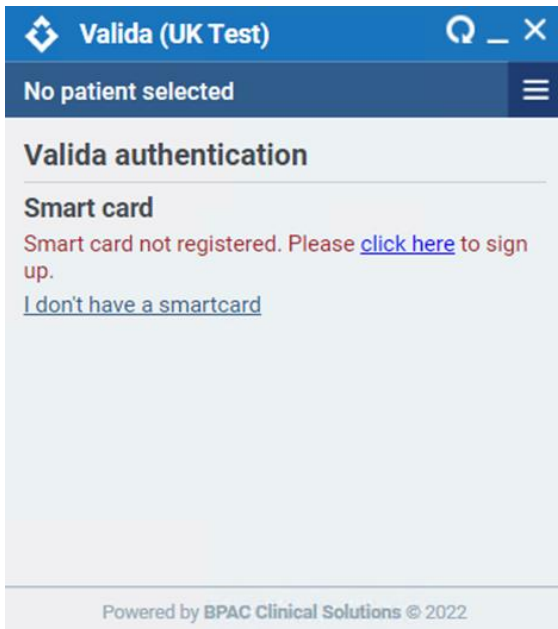 Valida (UK Test)
No patient selected
Valida authentication
Smart card
Smart card not registered. Please click here to sign
up.
I don't have a smartcard
Powered by BPAC Clinical Solutions © 2022